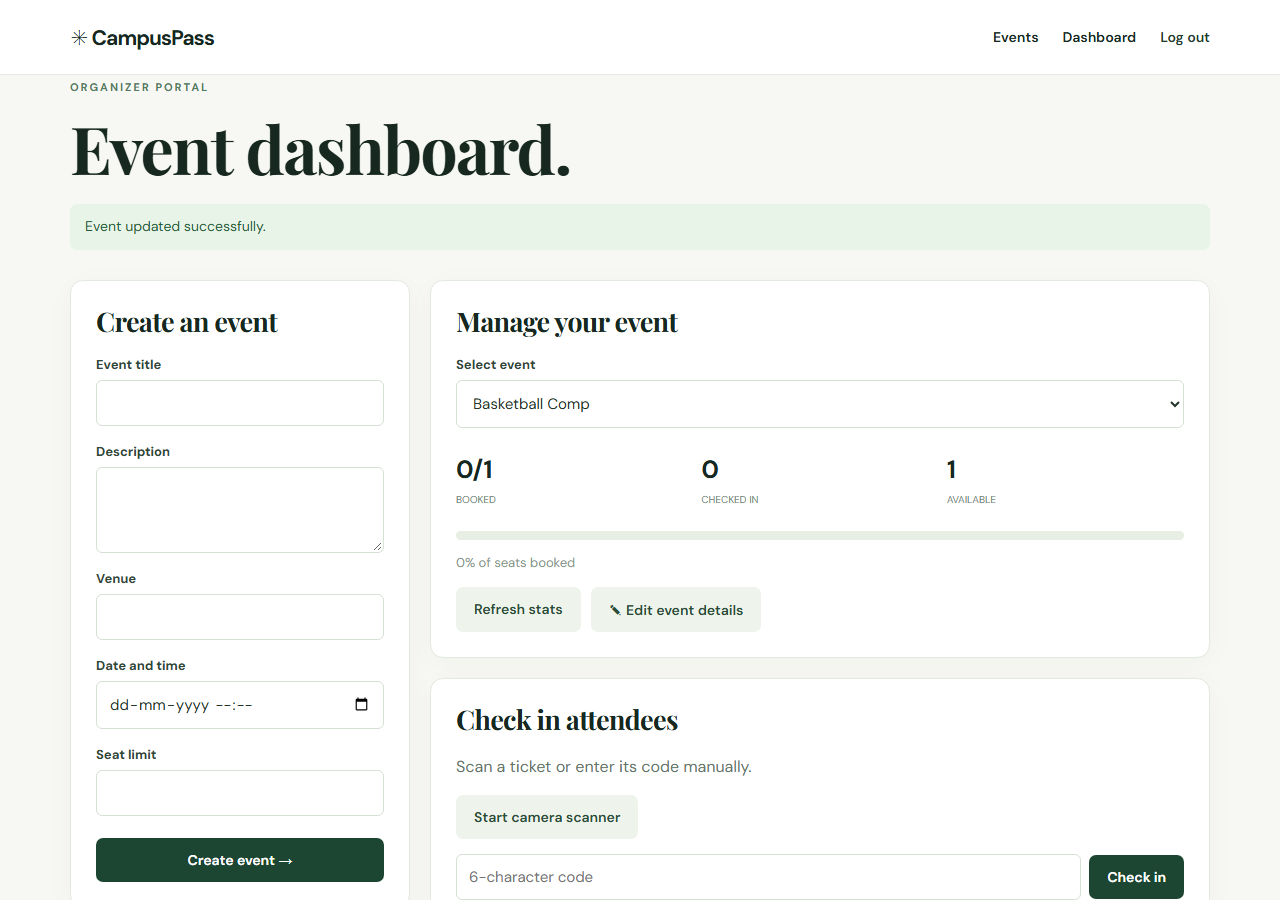 ✳ CampusPass
Events
Dashboard
Log out
ORGANIZER PORTAL
Event dashboard.
Event updated successfully.
Create an event
Event title
Description
Venue
Date and time
dd-mm-yyyy --:--
Seat limit
Create event →
Manage your event
Select event
Basketball Comp
0/1
BOOKED
0
CHECKED IN
1
AVAILABLE
0% of seats booked
Refresh stats
✏ Edit event details
Check in attendees
Scan a ticket or enter its code manually.
Start camera scanner
6-character code
Check in